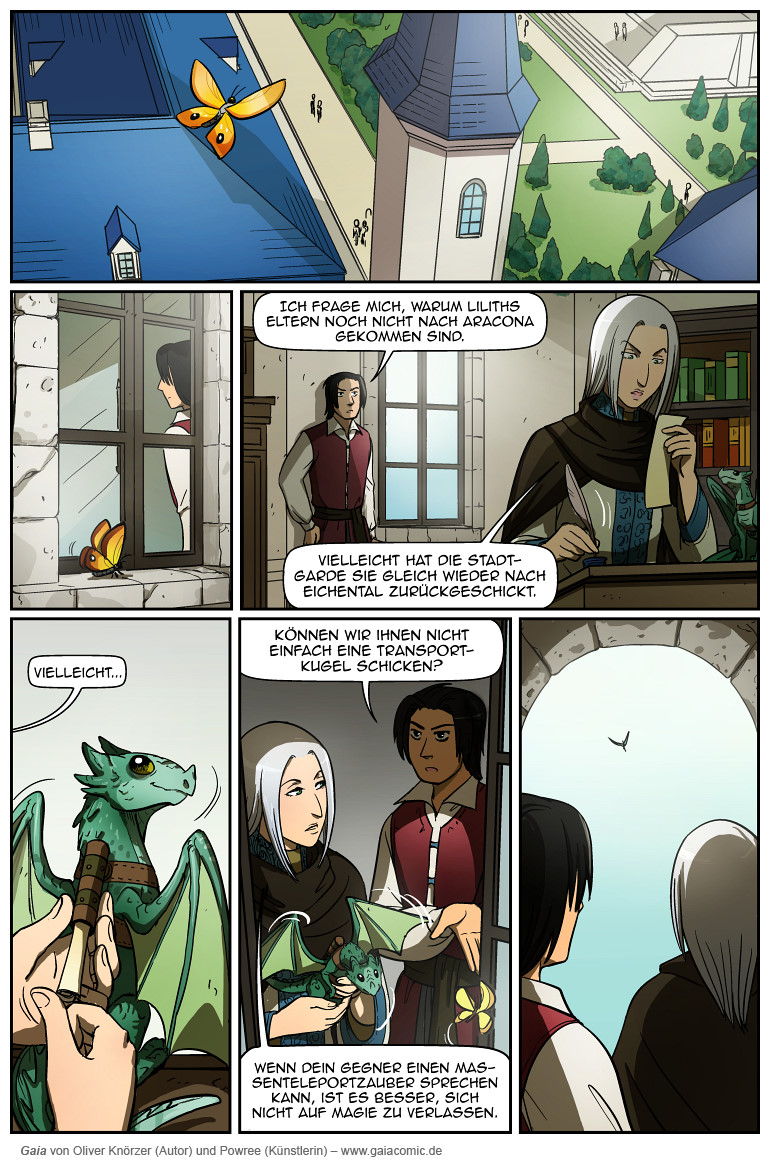 ICH FRAGE MICH, WARUM LILITHS
ELTERN NOCH NICHT NACH ARACONA
GEKOMMEN SIND.
VIELLEICHT HAT DIE STADT-
GARDE SIE GLEICH WIEDER NACH
EICHENTAL ZURÜCKGESCHICKT.
VIELLEICHT...
KÖNNEN WIR IHNEN NICHT
EINFACH EINE TRANSPORT-
KUGEL SCHICKEN?
WENN DEIN GEGNER EINEN MAS-
SENTELEPORTZAUBER SPRECHEN
KANN, IST ES BESSER, SICH
NICHT AUF MAGIE ZU VERLASSEN.
Gaia von Oliver Knörzer (Autor) und Powree (Künstlerin) – www.gaiacomic.de